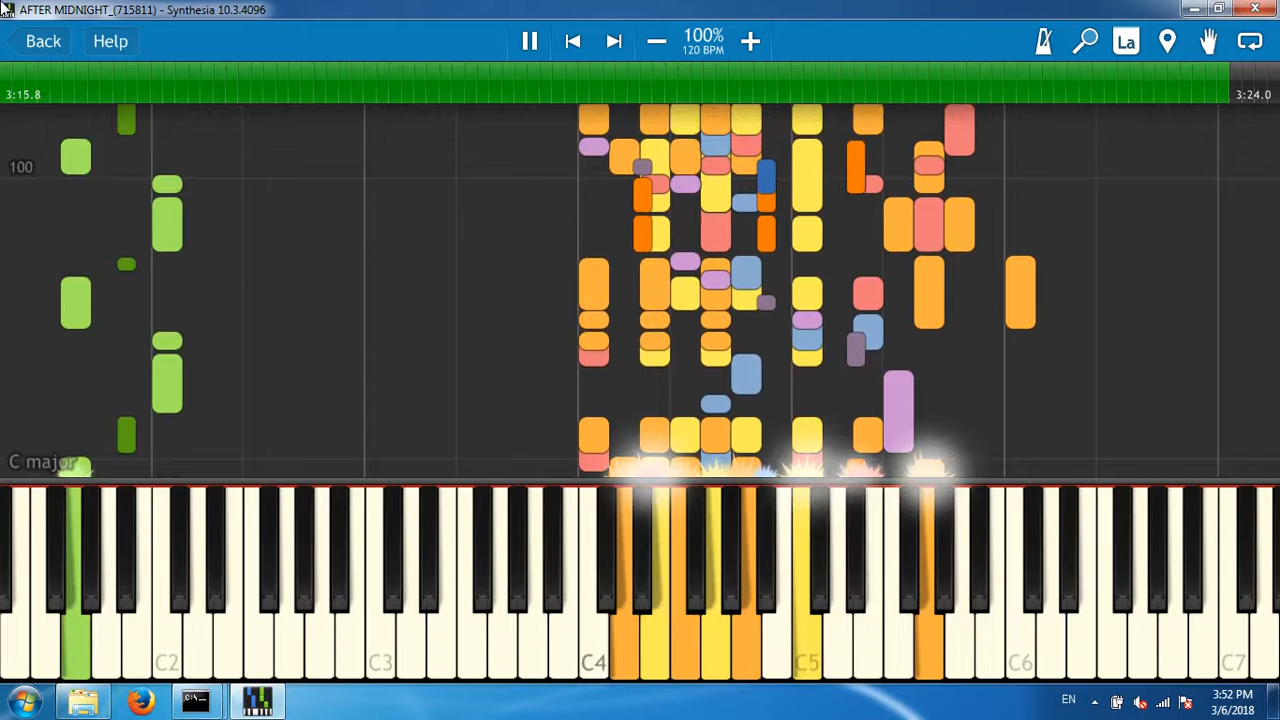 AFTER MIDNIGHT_(715811) - Synthesia 10.3.4096
Back
Help
100%
120 BPM
La
3:15.8
3:24.0
100
C major
C2
C3
C4
C5
C6
C7
C:\
EN
3:52 PM
3/6/2018